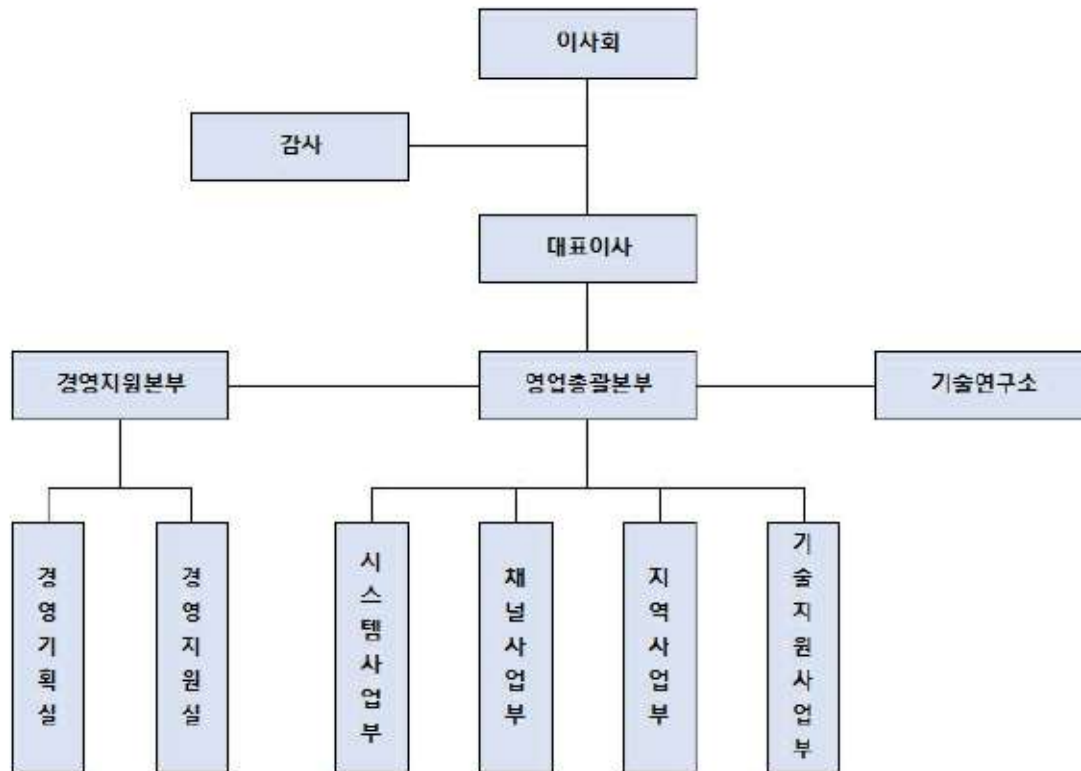 이사회
감사
대표이사
경영지원본부
영업총괄본부
기술연구소
경영기획실
경영지원실
시스템사업부
채널사업부
지역사업부
기술지원사업부